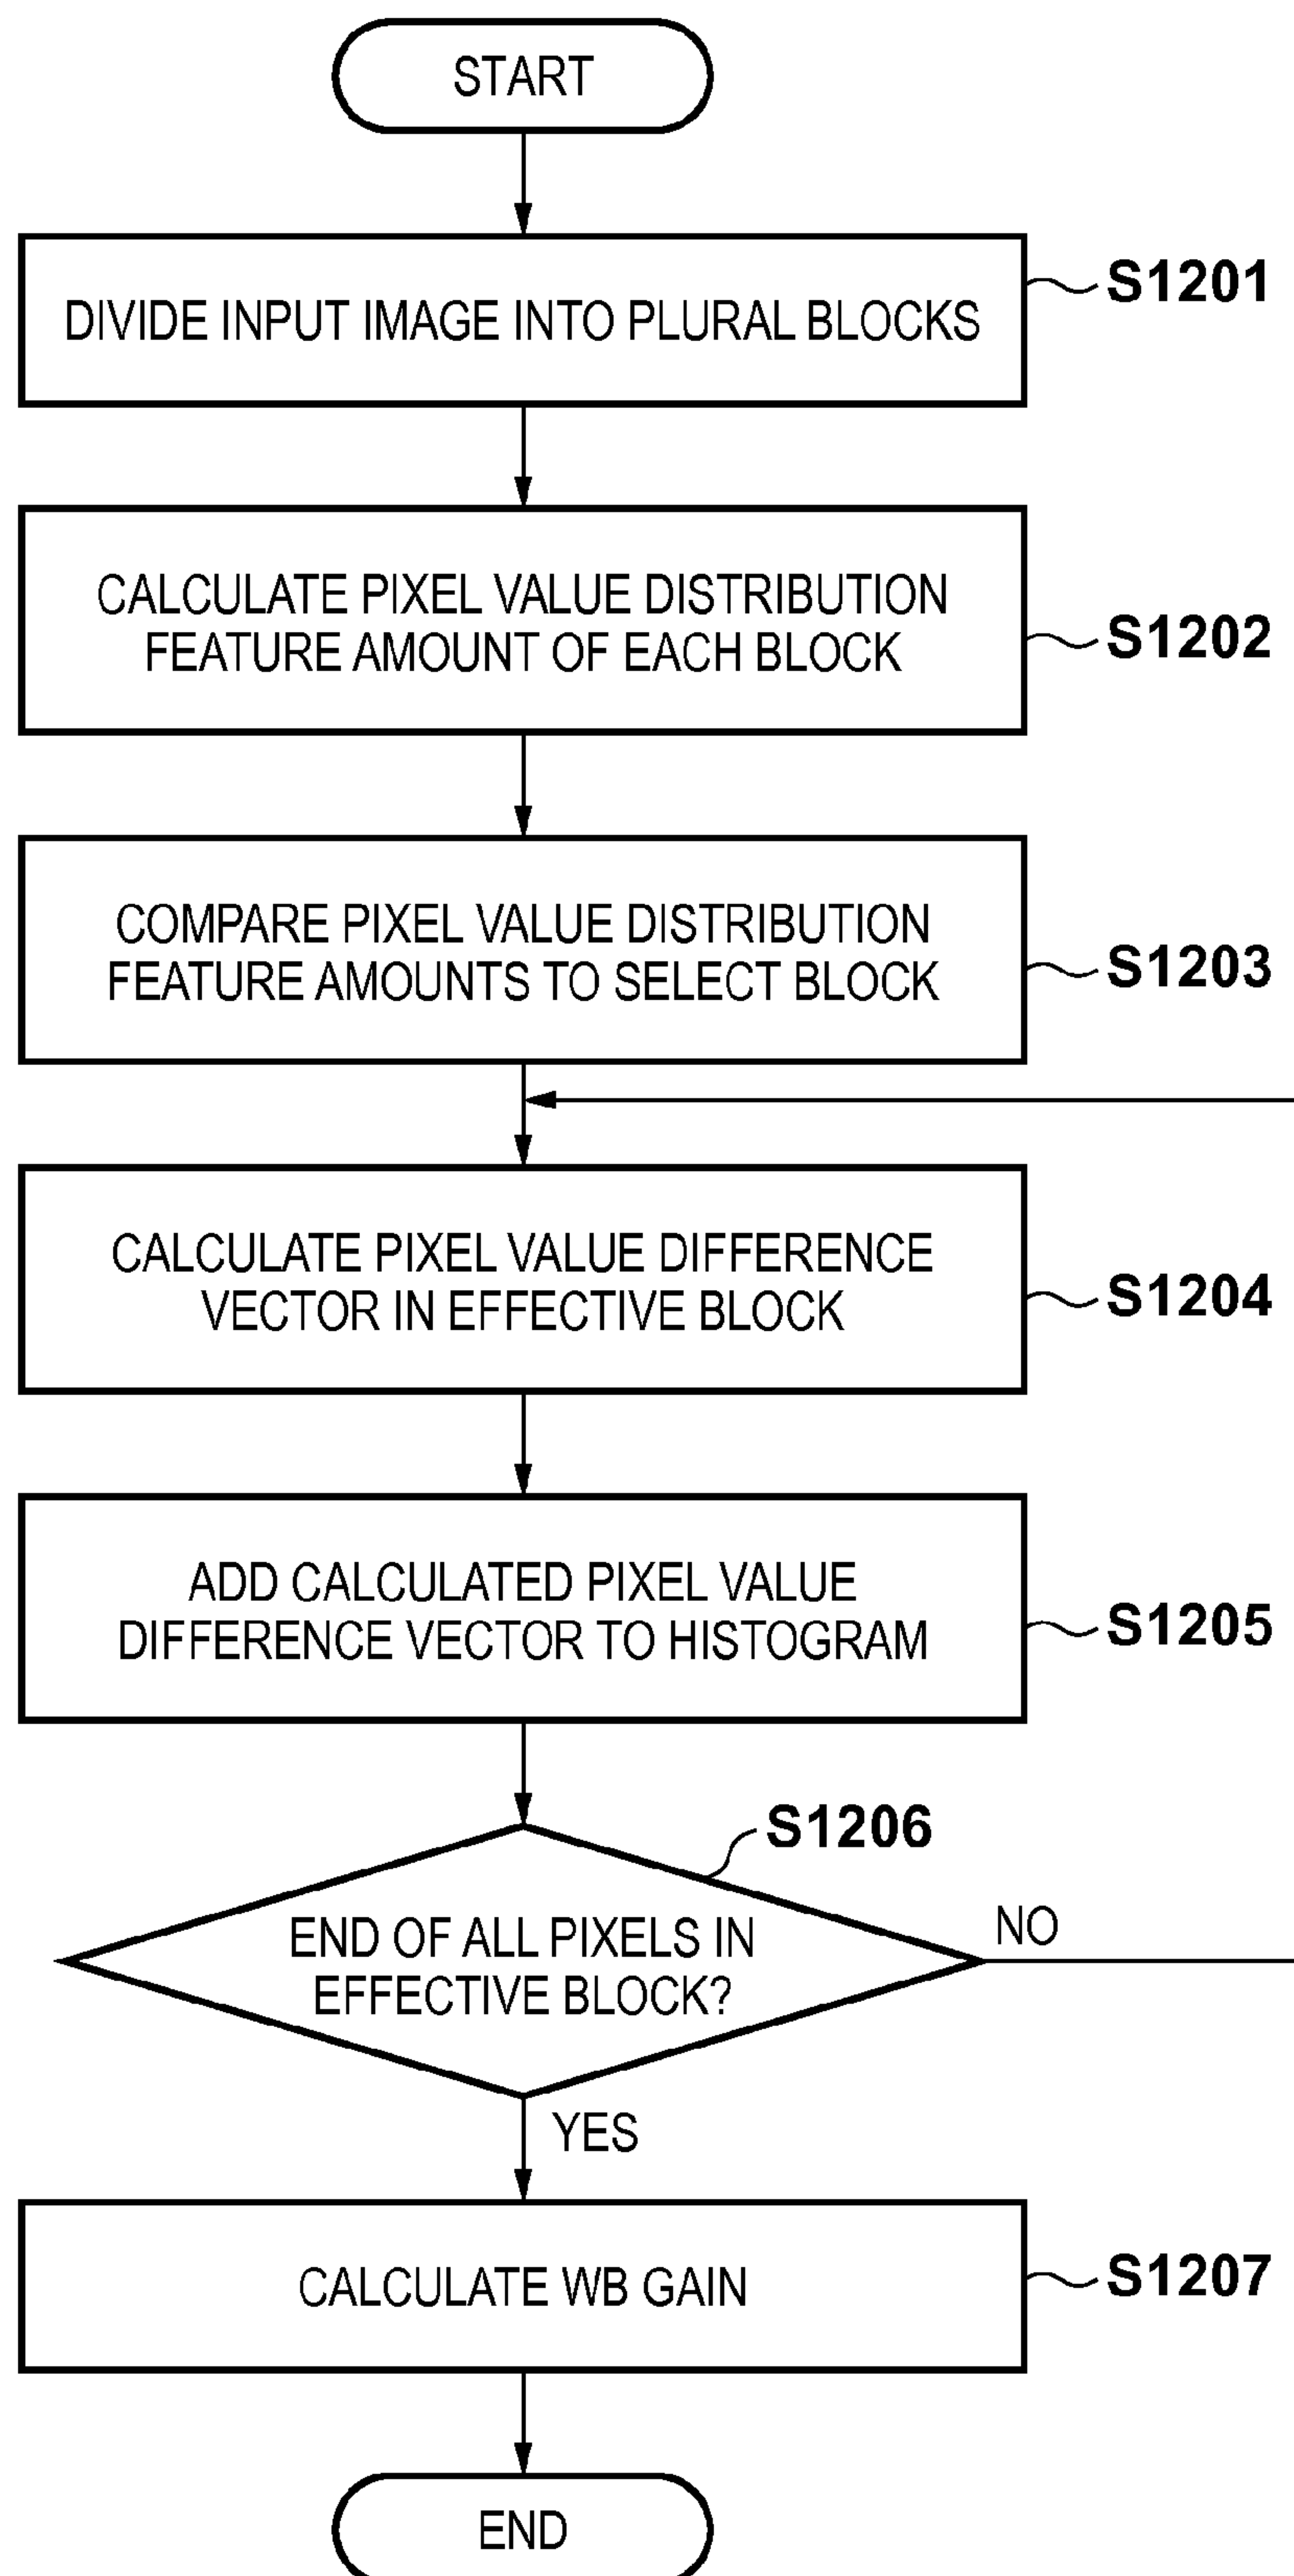 START
DIVIDE INPUT IMAGE INTO PLURAL BLOCKS
S1201
CALCULATE PIXEL VALUE DISTRIBUTION
FEATURE AMOUNT OF EACH BLOCK
S1202
COMPARE PIXEL VALUE DISTRIBUTION
FEATURE AMOUNTS TO SELECT BLOCK
S1203
CALCULATE PIXEL VALUE DIFFERENCE
VECTOR IN EFFECTIVE BLOCK
S1204
ADD CALCULATED PIXEL VALUE
DIFFERENCE VECTOR TO HISTOGRAM
S1205
S1206
END OF ALL PIXELS IN
EFFECTIVE BLOCK?
NO
YES
CALCULATE WB GAIN
S1207
END